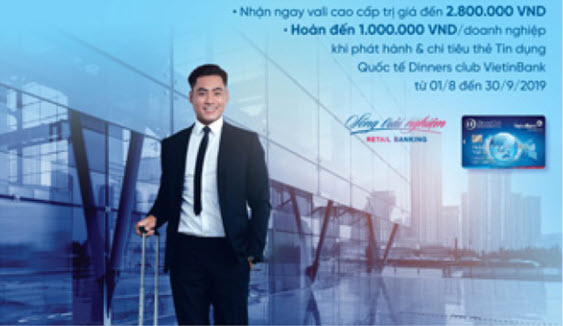 • Nhận ngay vali cao cấp trị giá đến 2.800.000 VND
• Hoàn đến 1.000.000 VND/doanh nghiệp
khi phát hành & chi tiêu thẻ Tín dụng
Quốc tế Dinners club VietinBank
từ 01/8 đến 30/9/2019
Sống trải nghiệm
RETAIL BANKING